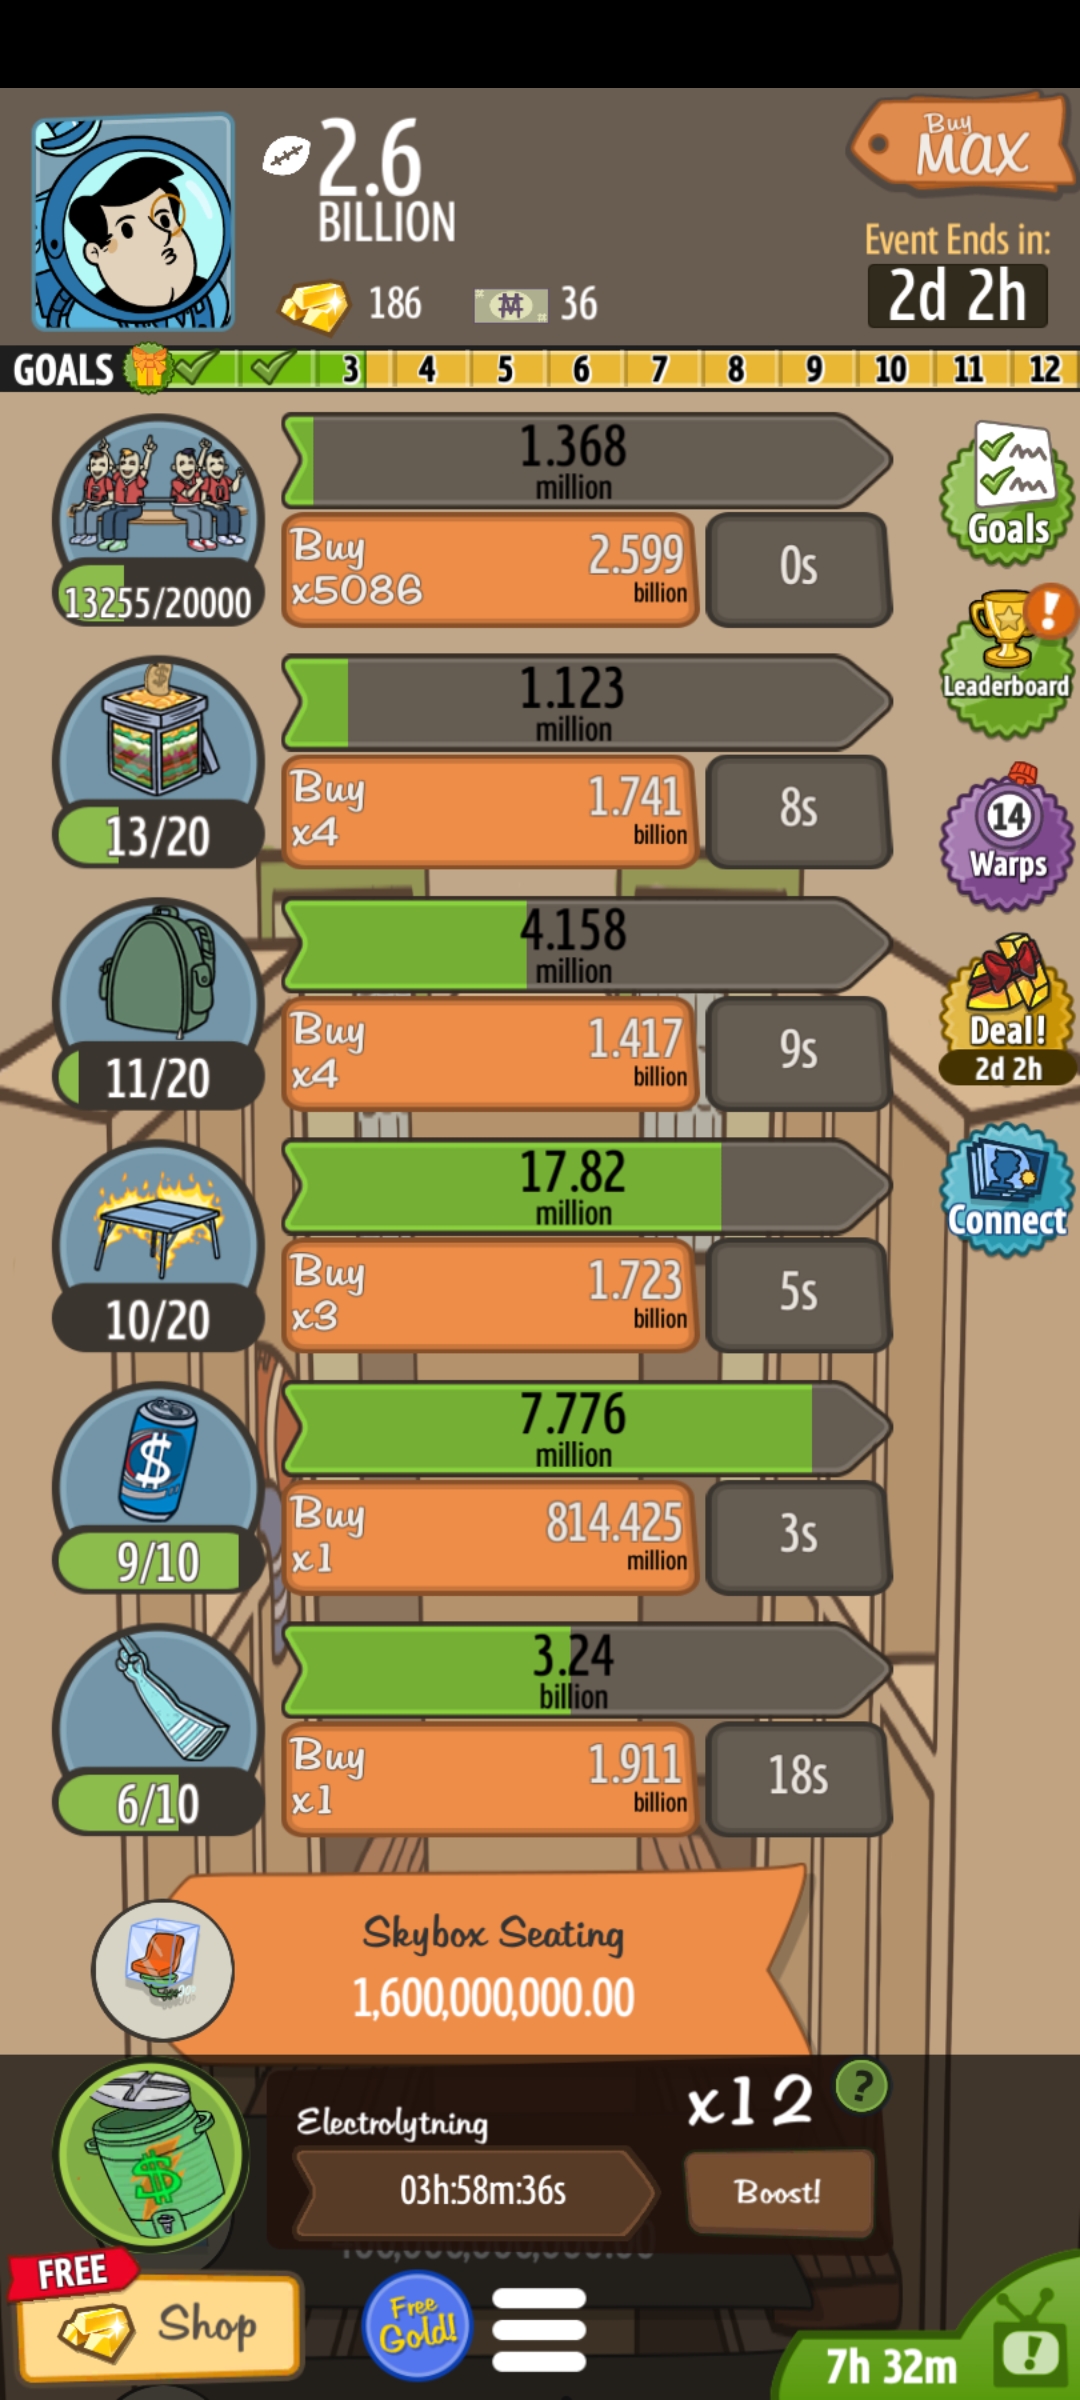 2.6
BILLION
Buy
MAX
186
36
Event Ends in:
2d 2h
GOALS 3 4 5 6 7 8 9 10 11 12
1.368
million
Buy
x5086
2.599
billion
0s
13255/20000
Goals
Leaderboard
1.123
million
Buy
x4
1.741
billion
8s
13/20
14
Warps
4.158
million
Buy
x4
1.417
billion
9s
11/20
Deal!
2d 2h
17.82
million
Buy
x3
1.723
billion
5s
10/20
Connect
7.776
million
Buy
x1
814.425
million
3s
9/10
3.24
billion
Buy
x1
1.911
billion
18s
6/10
Skybox Seating
1,600,000,000.00
Electrolytning
x12
?
03h:58m:36s
Boost!
FREE
Shop
Free
Gold!
7h 32m